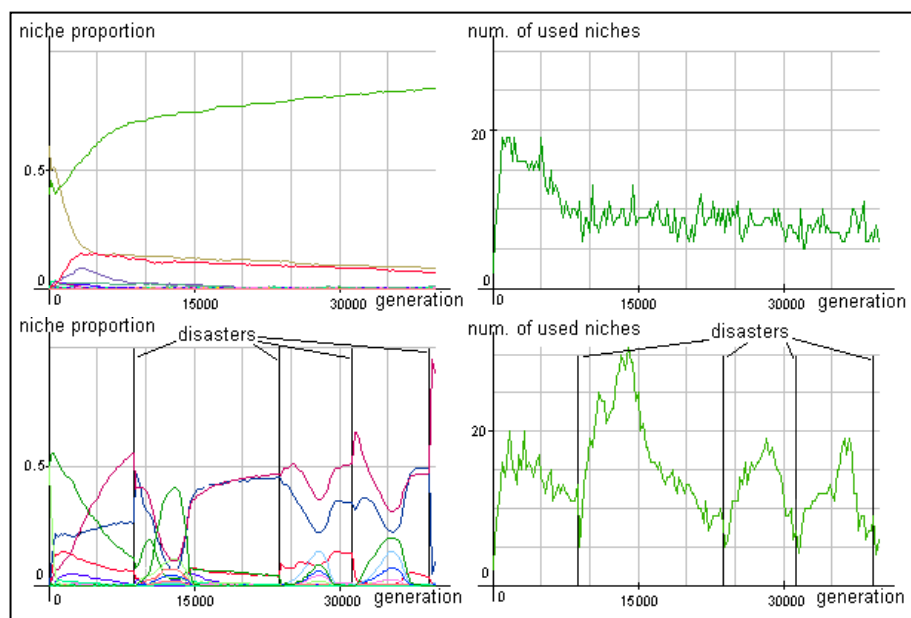 niche proportion
0.5
0
0
15000
30000
generation
num. of used niches
20
0
0
15000
30000
generation
niche proportion
disasters
0.5
0
0
15000
30000
generation
num. of used niches
disasters
20
0
0
15000
30000
generation